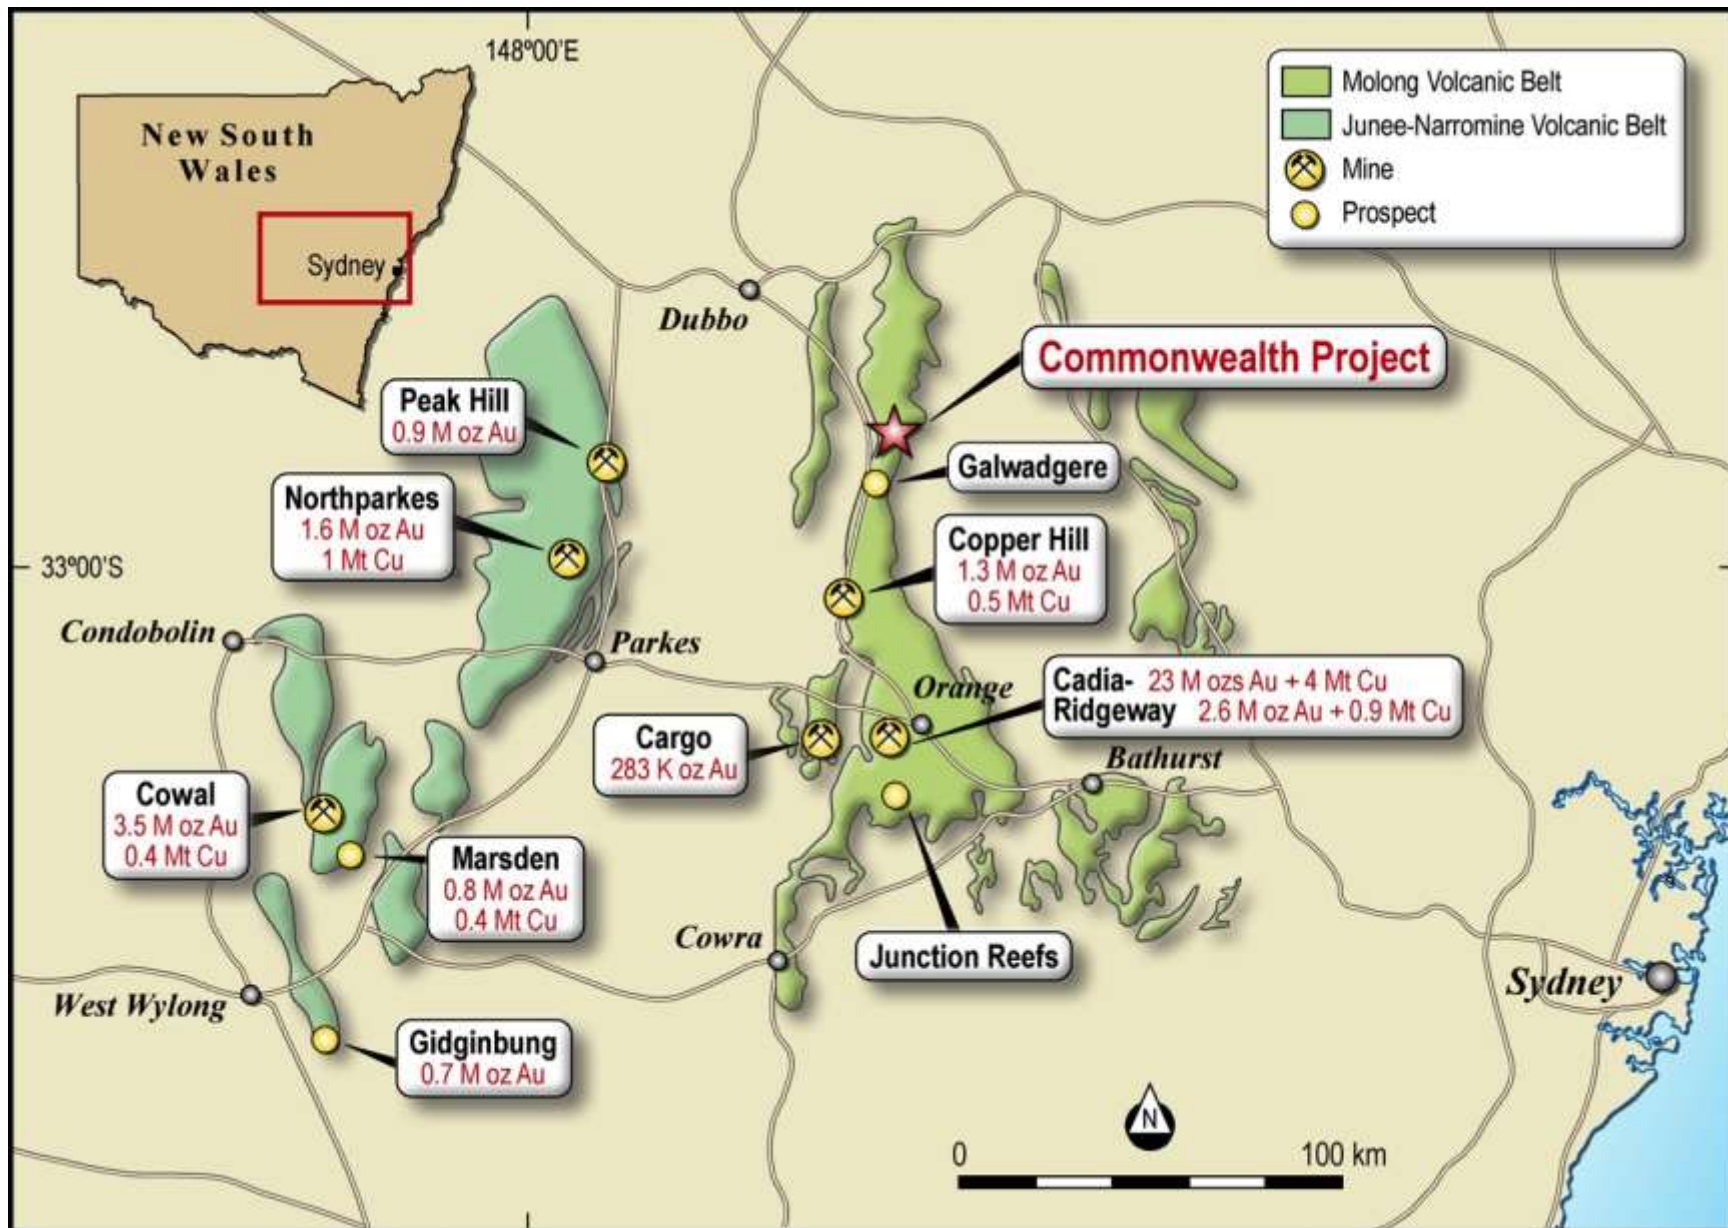 148º00'E
New South
Wales
Sydney
Molong Volcanic Belt
Junee-Narromine Volcanic Belt
Mine
Prospect
Dubbo
Commonwealth Project
Peak Hill
0.9 M oz Au
Galwadgere
Northparkes
1.6 M oz Au
1 Mt Cu
Copper Hill
1.3 M oz Au
0.5 Mt Cu
33º00'S
Condobolin
Parkes
Orange
Cadia- 23 M ozs Au + 4 Mt Cu
Ridgeway 2.6 M oz Au + 0.9 Mt Cu
Cargo
283 K oz Au
Bathurst
Cowal
3.5 M oz Au
0.4 Mt Cu
Marsden
0.8 M oz Au
0.4 Mt Cu
Cowra
Junction Reefs
Sydney
West Wylong
Gidginbung
0.7 M oz Au
N
0 100 km